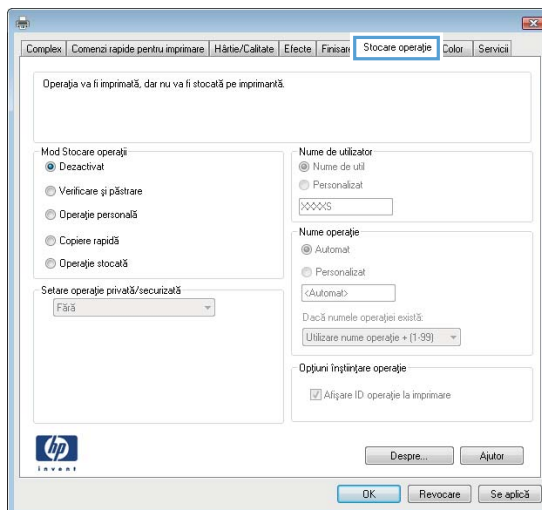 Complex Comenzi rapide pentru imprimare Hârtie/Calitate Efecte Finisare Stocare operaţie Color Servicii
Operaţia va fi imprimată, dar nu va fi stocată pe imprimantă.
Mod Stocare operaţii
Dezactivat
Verificare şi păstrare
Operaţie personală
Copiere rapidă
Operaţie stocată
Setare operaţie privată/securizată
Fără
Nume de utilizator
Nume de util
Personalizat
XXXXS
Nume operaţie
Automat
Personalizat
<Automat>
Dacă numele operaţiei există:
Utilizare nume operaţie + (1-99)
Opţiuni înştiinţare operaţie
Afişare ID operaţie la imprimare
hp
invent
Despre... Ajutor
OK Revocare Se aplică